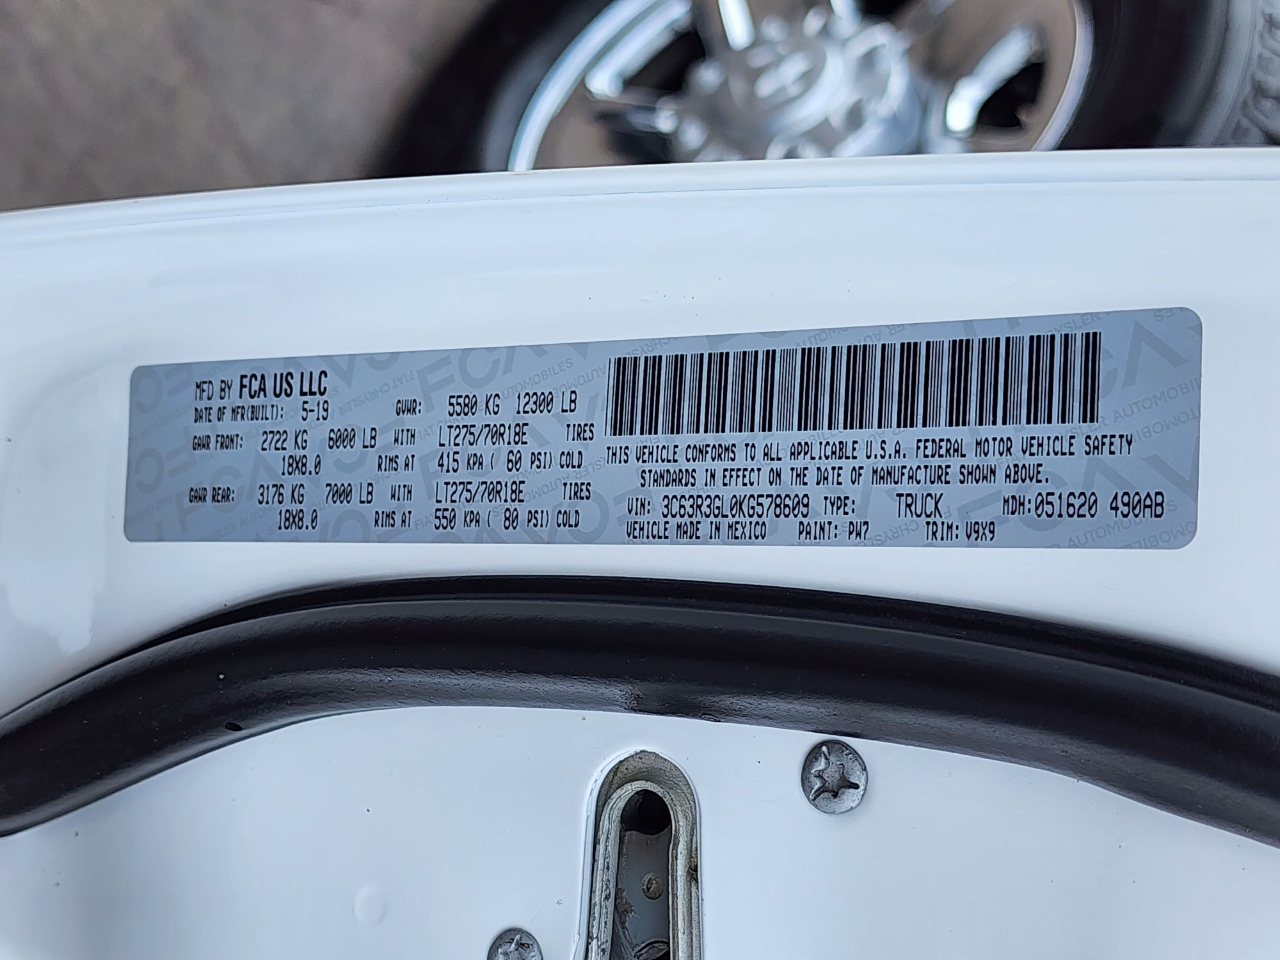 MFD BY FCA US LLC
DATE OF MFR(BUILT): 5-19 GVWR: 5580 KG 12300 LB
GAWR FRONT: 2722 KG 6000 LB WITH LT275/70R18E TIRES
18X8.0 RIMS AT 415 KPA ( 60 PSI) COLD
GAWR REAR: 3176 KG 7000 LB WITH LT275/70R18E TIRES
18X8.0 RIMS AT 550 KPA ( 80 PSI) COLD
THIS VEHICLE CONFORMS TO ALL APPLICABLE U.S.A. FEDERAL MOTOR VEHICLE SAFETY
STANDARDS IN EFFECT ON THE DATE OF MANUFACTURE SHOWN ABOVE.
VIN: 3C63R3GL0KG578609 TYPE: TRUCK MDH: 051620 490AB
VEHICLE MADE IN MEXICO PAINT: PW7 TRIM: V9X9